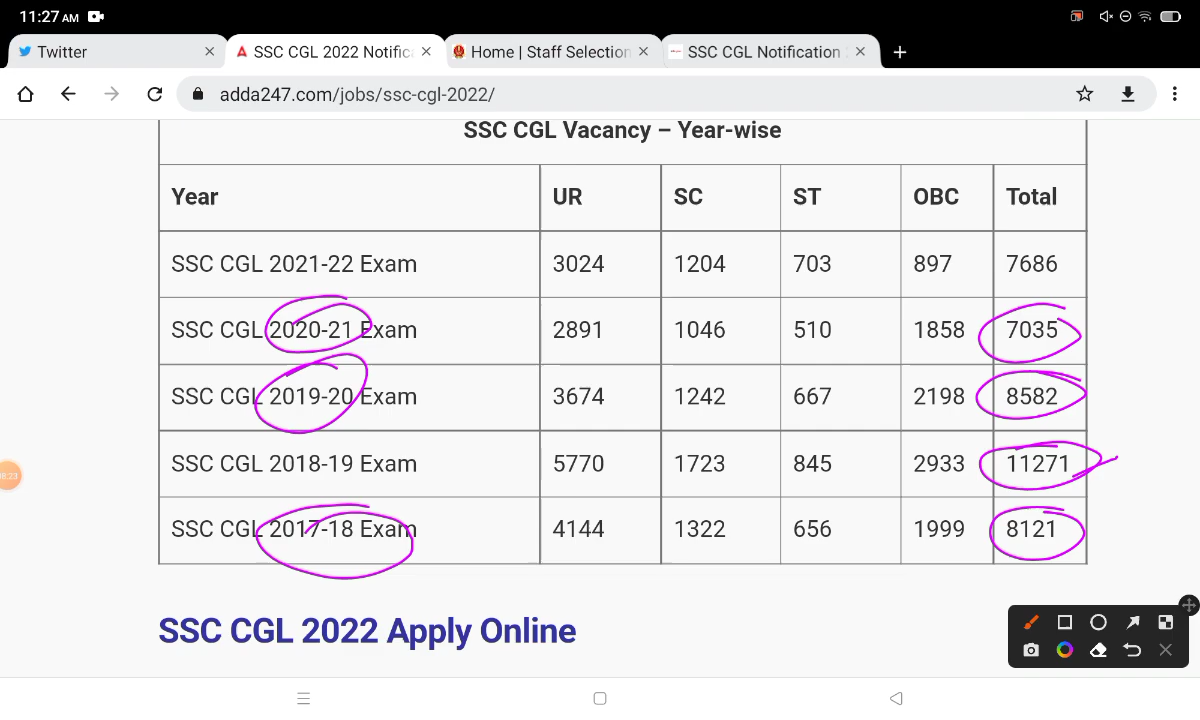 11:27 AM
Twitter × SSC CGL 2022 Notific × Home | Staff Selection × SSC CGL Notification × +
adda247.com/jobs/ssc-cgl-2022/
SSC CGL Vacancy – Year-wise
Year UR SC ST OBC Total
SSC CGL 2021-22 Exam 3024 1204 703 897 7686
SSC CGL 2020-21 Exam 2891 1046 510 1858 7035
SSC CGL 2019-20 Exam 3674 1242 667 2198 8582
SSC CGL 2018-19 Exam 5770 1723 845 2933 11271
SSC CGL 2017-18 Exam 4144 1322 656 1999 8121
SSC CGL 2022 Apply Online